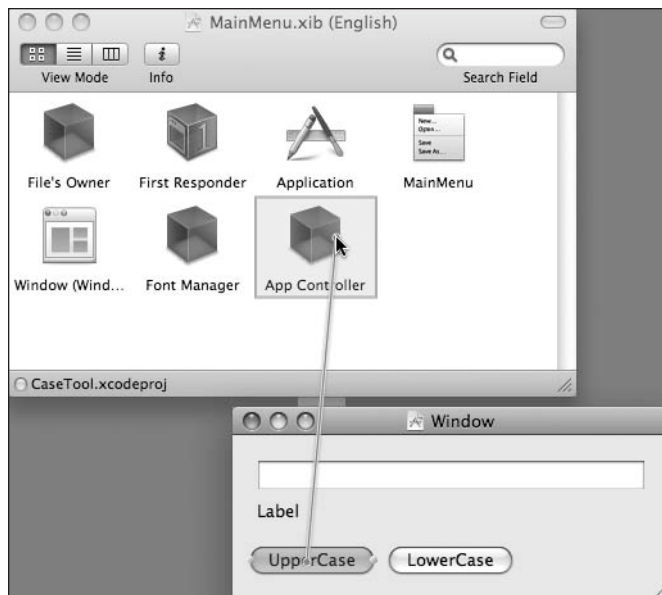 MainMenu.xib (English)
View Mode
Info
Search Field
New...
Open...
Save
Save As...
File's Owner
First Responder
Application
MainMenu
Window (Wind...
Font Manager
App Controller
CaseTool.xcodeproj
Window
Label
UpperCase
LowerCase